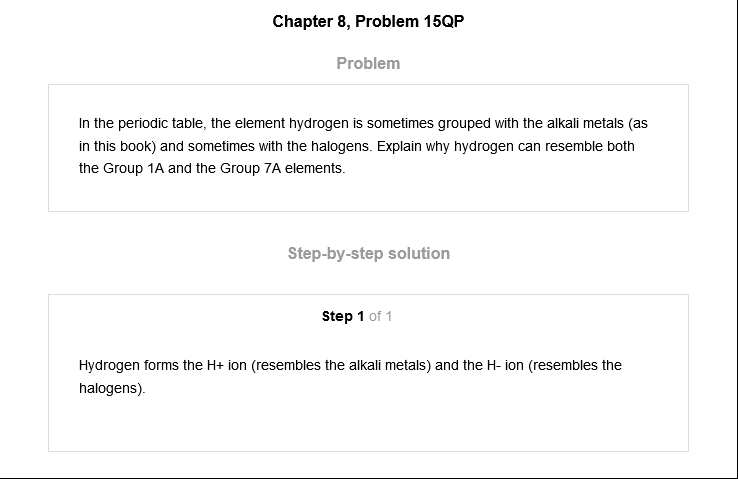 Chapter 8, Problem 15QP
Problem
In the periodic table, the element hydrogen is sometimes grouped with the alkali metals (as
in this book) and sometimes with the halogens. Explain why hydrogen can resemble both
the Group 1A and the Group 7A elements.
Step-by-step solution
Step 1 of 1
Hydrogen forms the H+ ion (resembles the alkali metals) and the H- ion (resembles the
halogens).